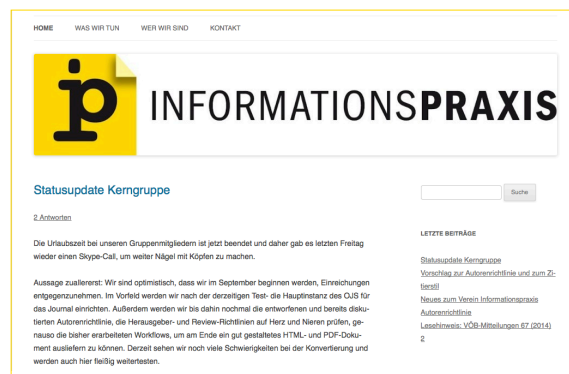 HOME WAS WIR TUN WER WIR SIND KONTAKT
ip INFORMATIONSPRAXIS
Statusupdate Kerngruppe
2 Antworten
Die Urlaubszeit bei unseren Gruppenmitgliedern ist jetzt beendet und daher gab es letzten Freitag
wieder einen Skype-Call, um weiter Nägel mit Köpfen zu machen.
Aussage zuallererst: Wir sind optimistisch, dass wir im September beginnen werden, Einreichungen
entgegenzunehmen. Im Vorfeld werden wir nach der derzeitigen Test- die Hauptinstanz des OJS für
das Journal einrichten. Außerdem werden wir bis dahin nochmal die entworfenen und bereits disku-
tierten Autorenrichtlinie, die Herausgeber- und Review-Richtlinien auf Herz und Nieren prüfen, ge-
nauso die bisher erarbeiteten Workflows, um am Ende ein gut gestaltetes HTML- und PDF-Doku-
ment ausliefern zu können. Derzeit sehen wir noch viele Schwierigkeiten bei der Konvertierung und
werden auch hier fleißig weitertesten.
Suche
LETZTE BEITRÄGE
Statusupdate Kerngruppe
Vorschlag zur Autorenrichtlinie und zum Zi-
tierstil
Neues zum Verein Informationspraxis
Autorenrichtlinie
Lesehinweis: VÖB-Mitteilungen 67 (2014)
2